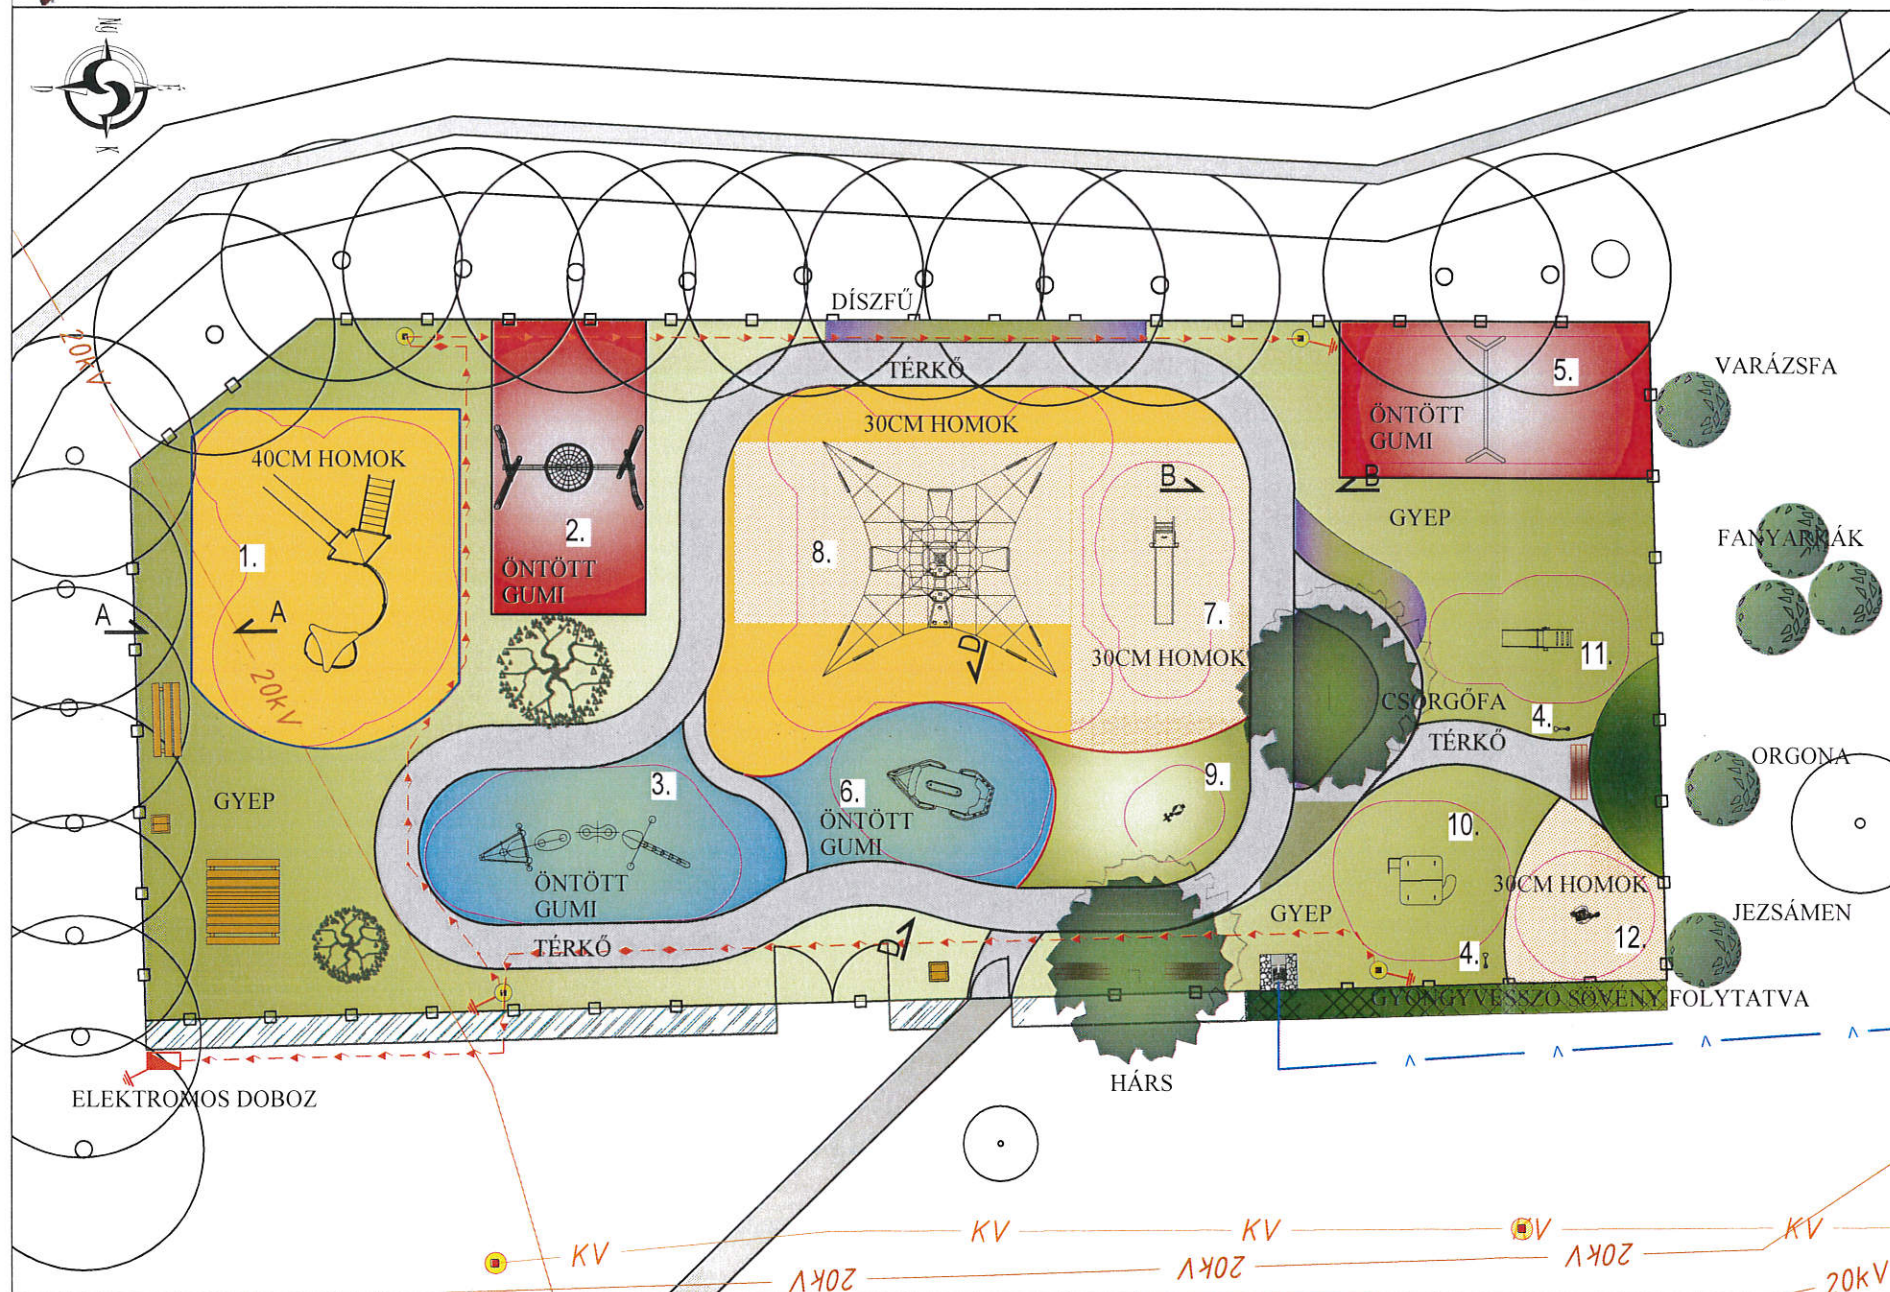 Ny
É
D
K
20kV
DÍSZFŰ
TÉRKŐ
30CM HOMOK
40CM HOMOK
1.
2.
ÖNTÖTT
GUMI
5.
ÖNTÖTT
GUMI
VARÁZSFA
B
B
GYEP
8.
FANYARKÁK
A
A
7.
30CM HOMOK
D
11.
20kV
CSÖRGŐFA
4.
TÉRKŐ
3.
6.
ÖNTÖTT
GUMI
9.
ORGONA
GYEP
10.
ÖNTÖTT
GUMI
30CM HOMOK
GYEP
JEZSÁMEN
TÉRKŐ
D
4.
12.
GYÖNGYVESSZŐ SÖVÉNY FOLYTATVA
ELEKTROMOS DOBOZ
HÁRS
KV
KV
KV
KV
20kV
20kV
20kV
20kV